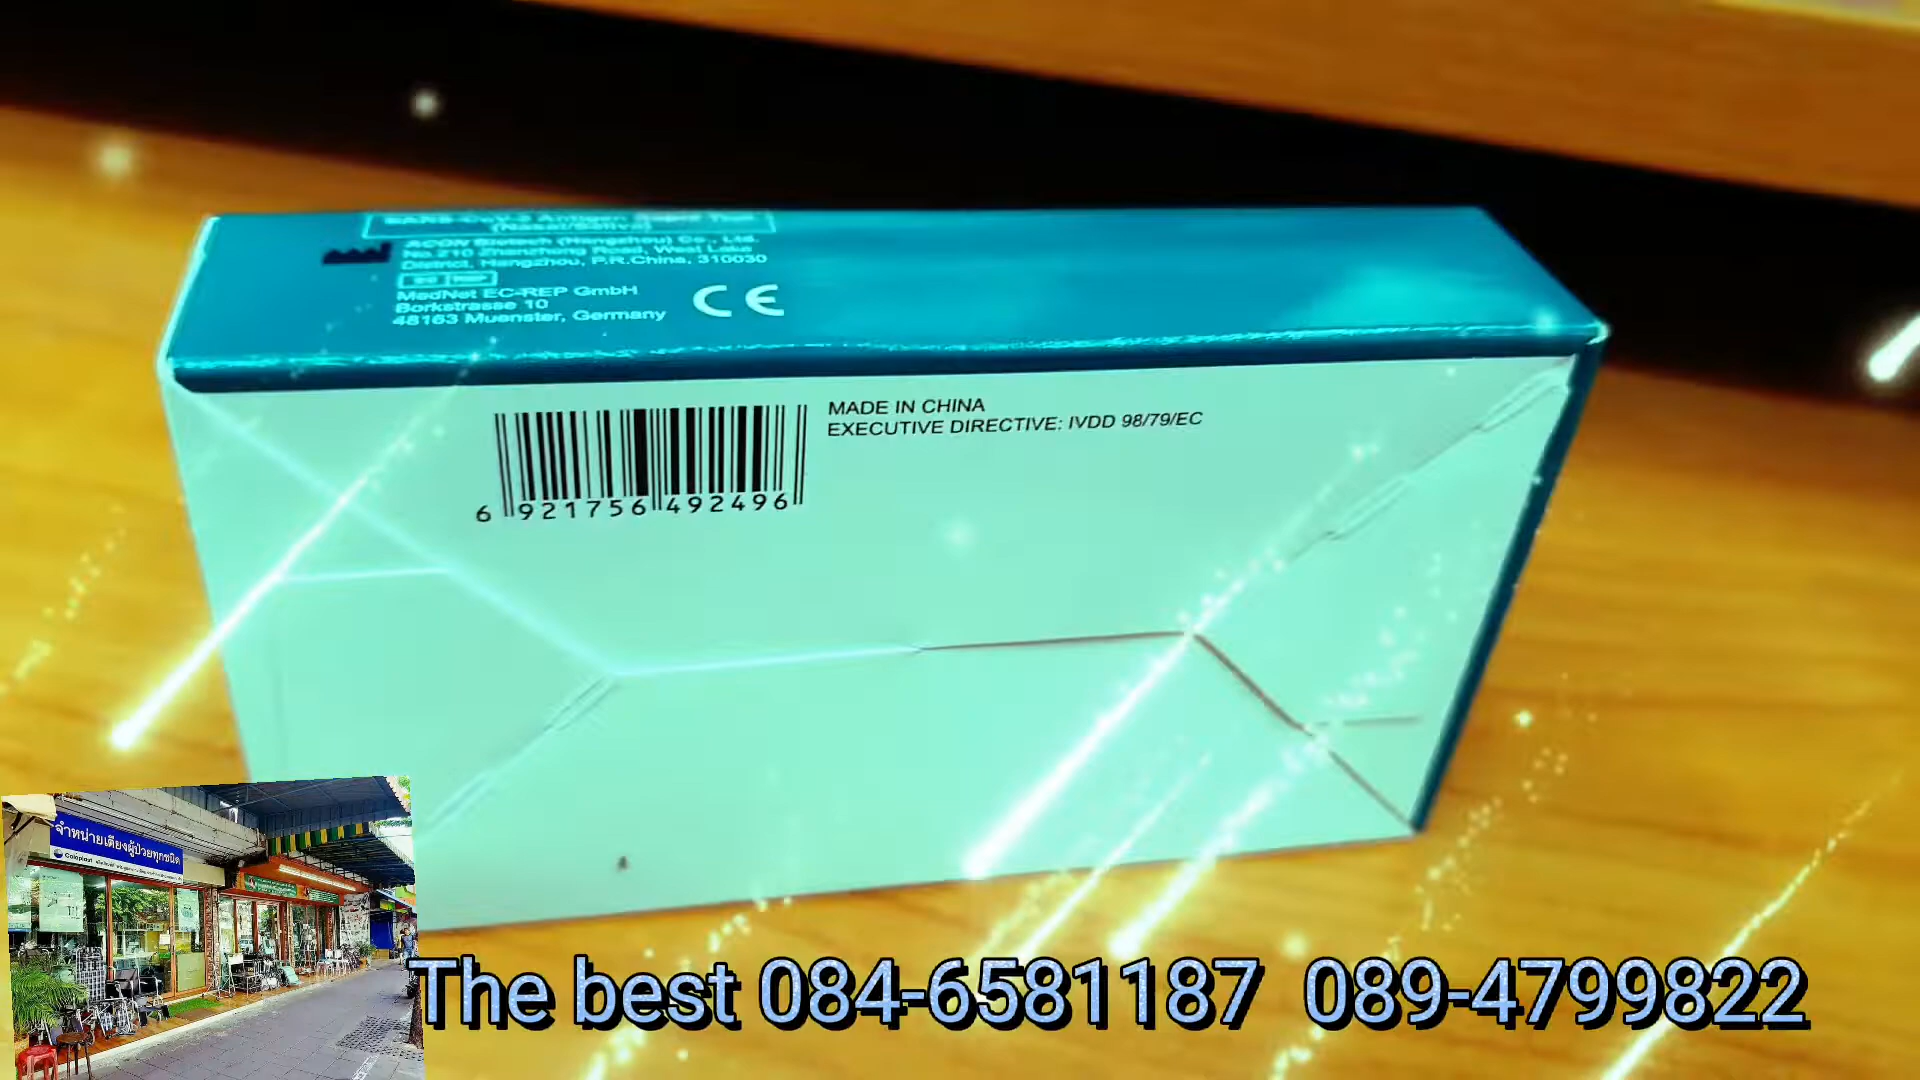 SARS-CoV-2 Antigen Rapid Test
(Nasal/Saliva)
ACON Biotech (Hangzhou) Co., Ltd.
No.210 Zhenzhong Road, West Lake
District, Hangzhou, P.R.China, 310030
MedNet EC-REP GmbH
Borkstrasse 10
48163 Muenster, Germany
CE
MADE IN CHINA
EXECUTIVE DIRECTIVE: IVDD 98/79/EC
6 921756 492496
จำหน่ายเตียงผู้ป่วยทุกชนิด
Coloplast
The best 084-6581187 089-4799822